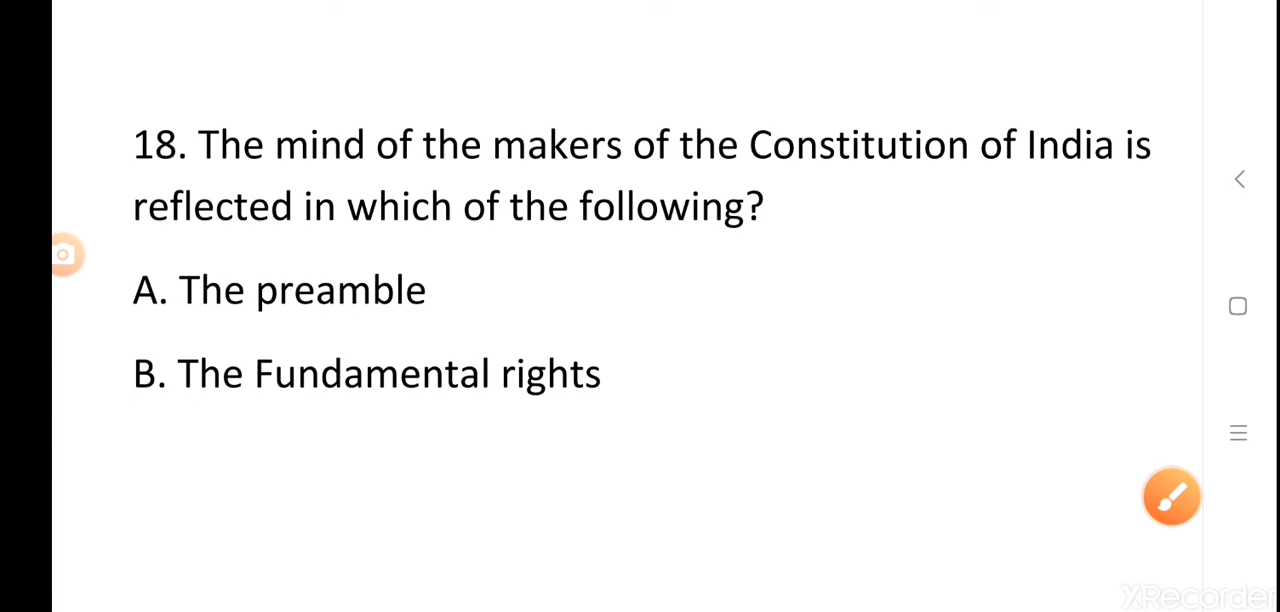 18. The mind of the makers of the Constitution of India is
reflected in which of the following?
A. The preamble
B. The Fundamental rights
XRecorder